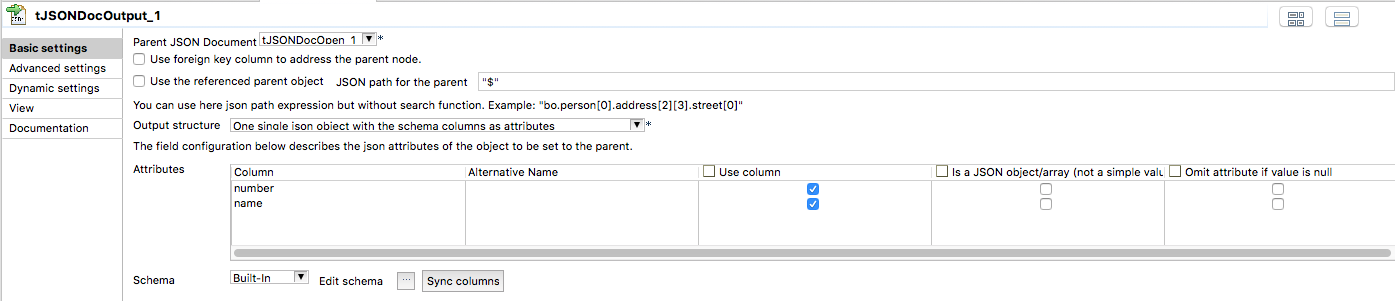 tJSONDocOutput_1
Basic settings
Advanced settings
Dynamic settings
View
Documentation
Parent JSON Document tJSONDocOpen_1 *
Use foreign key column to address the parent node.
Use the referenced parent object JSON path for the parent "$"
You can use here json path expression but without search function. Example: "bo.person[0].address[2][3].street[0]"
Output structure One single json object with the schema columns as attributes *
The field configuration below describes the json attributes of the object to be set to the parent.
Attributes
Column Alternative Name Use column Is a JSON object/array (not a simple valu Omit attribute if value is null
number
name
Schema Built-In Edit schema ... Sync columns